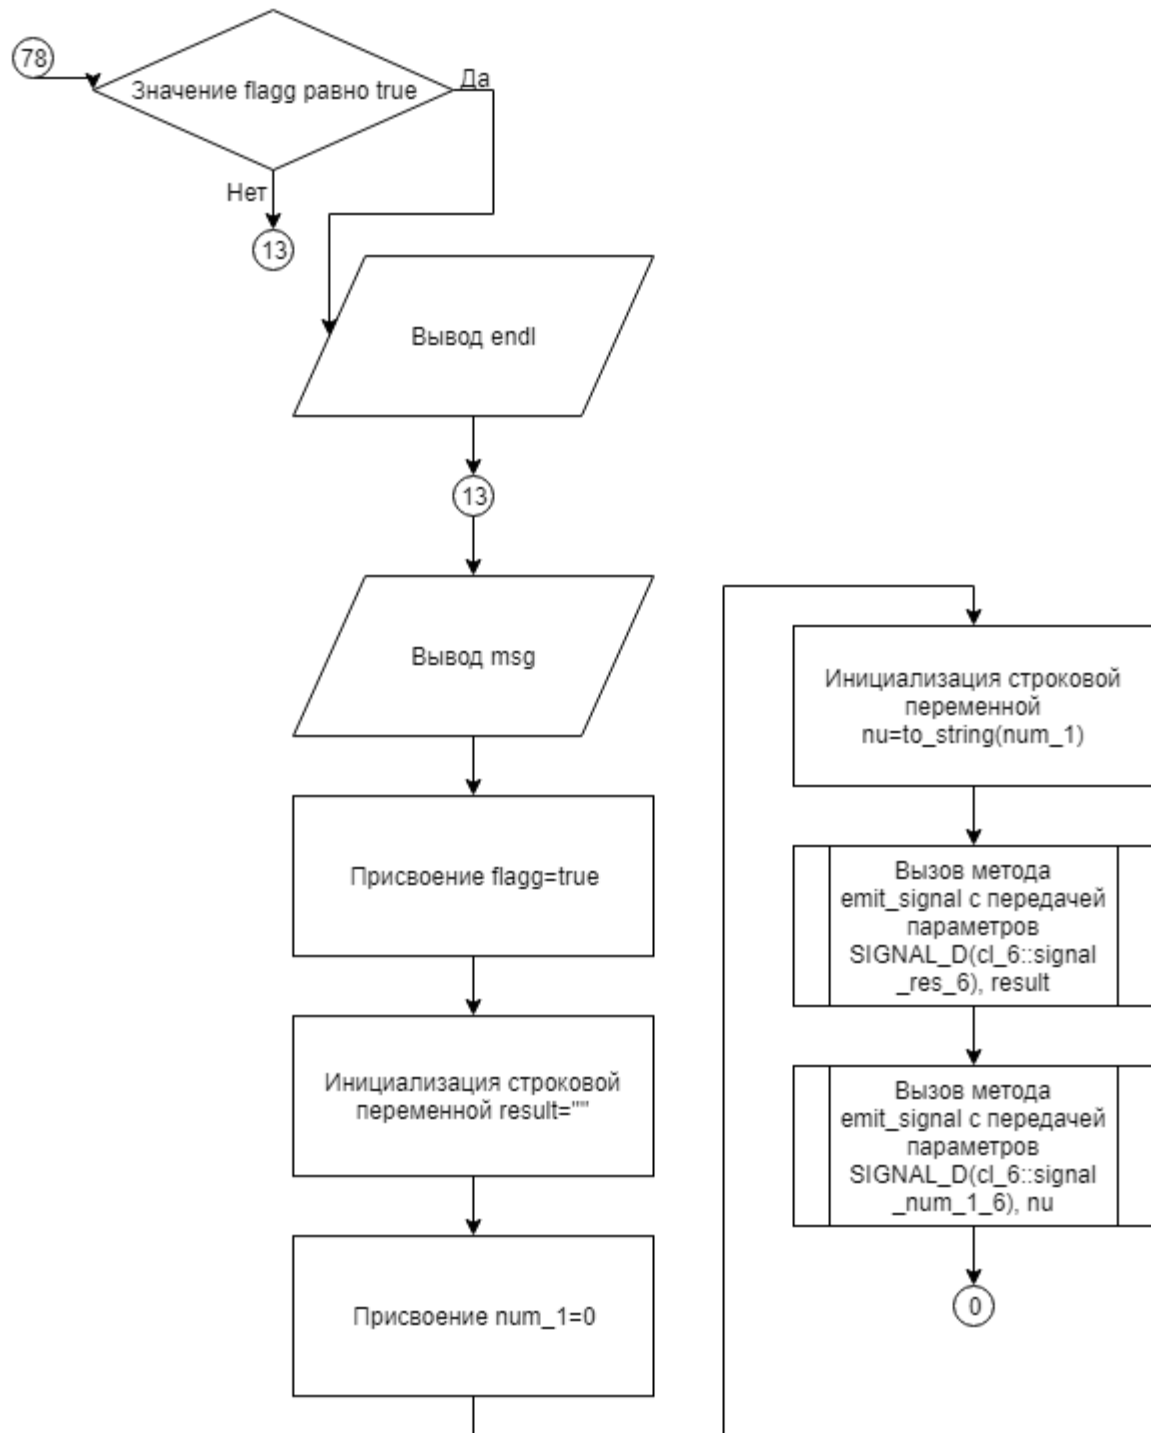 78
Значение flagg равно true
Да
Нет
13
Вывод endl
13
Вывод msg
Присвоение flagg=true
Инициализация строковой
переменной result=""
Присвоение num_1=0
Инициализация строковой
переменной
nu=to_string(num_1)
Вызов метода
emit_signal с передачей
параметров
SIGNAL_D(cl_6::signal
_res_6), result
Вызов метода
emit_signal с передачей
параметров
SIGNAL_D(cl_6::signal
_num_1_6), nu
0